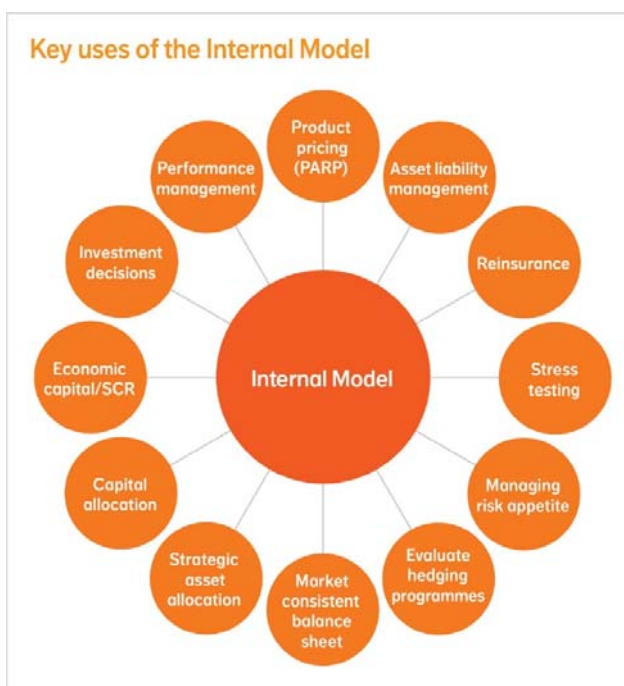 Key uses of the Internal Model
Product
pricing
(PARP)
Asset liability
management
Reinsurance
Stress
testing
Managing
risk appetite
Evaluate
hedging
programmes
Market
consistent
balance
sheet
Strategic
asset
allocation
Capital
allocation
Economic
capital/SCR
Investment
decisions
Performance
management
Internal Model